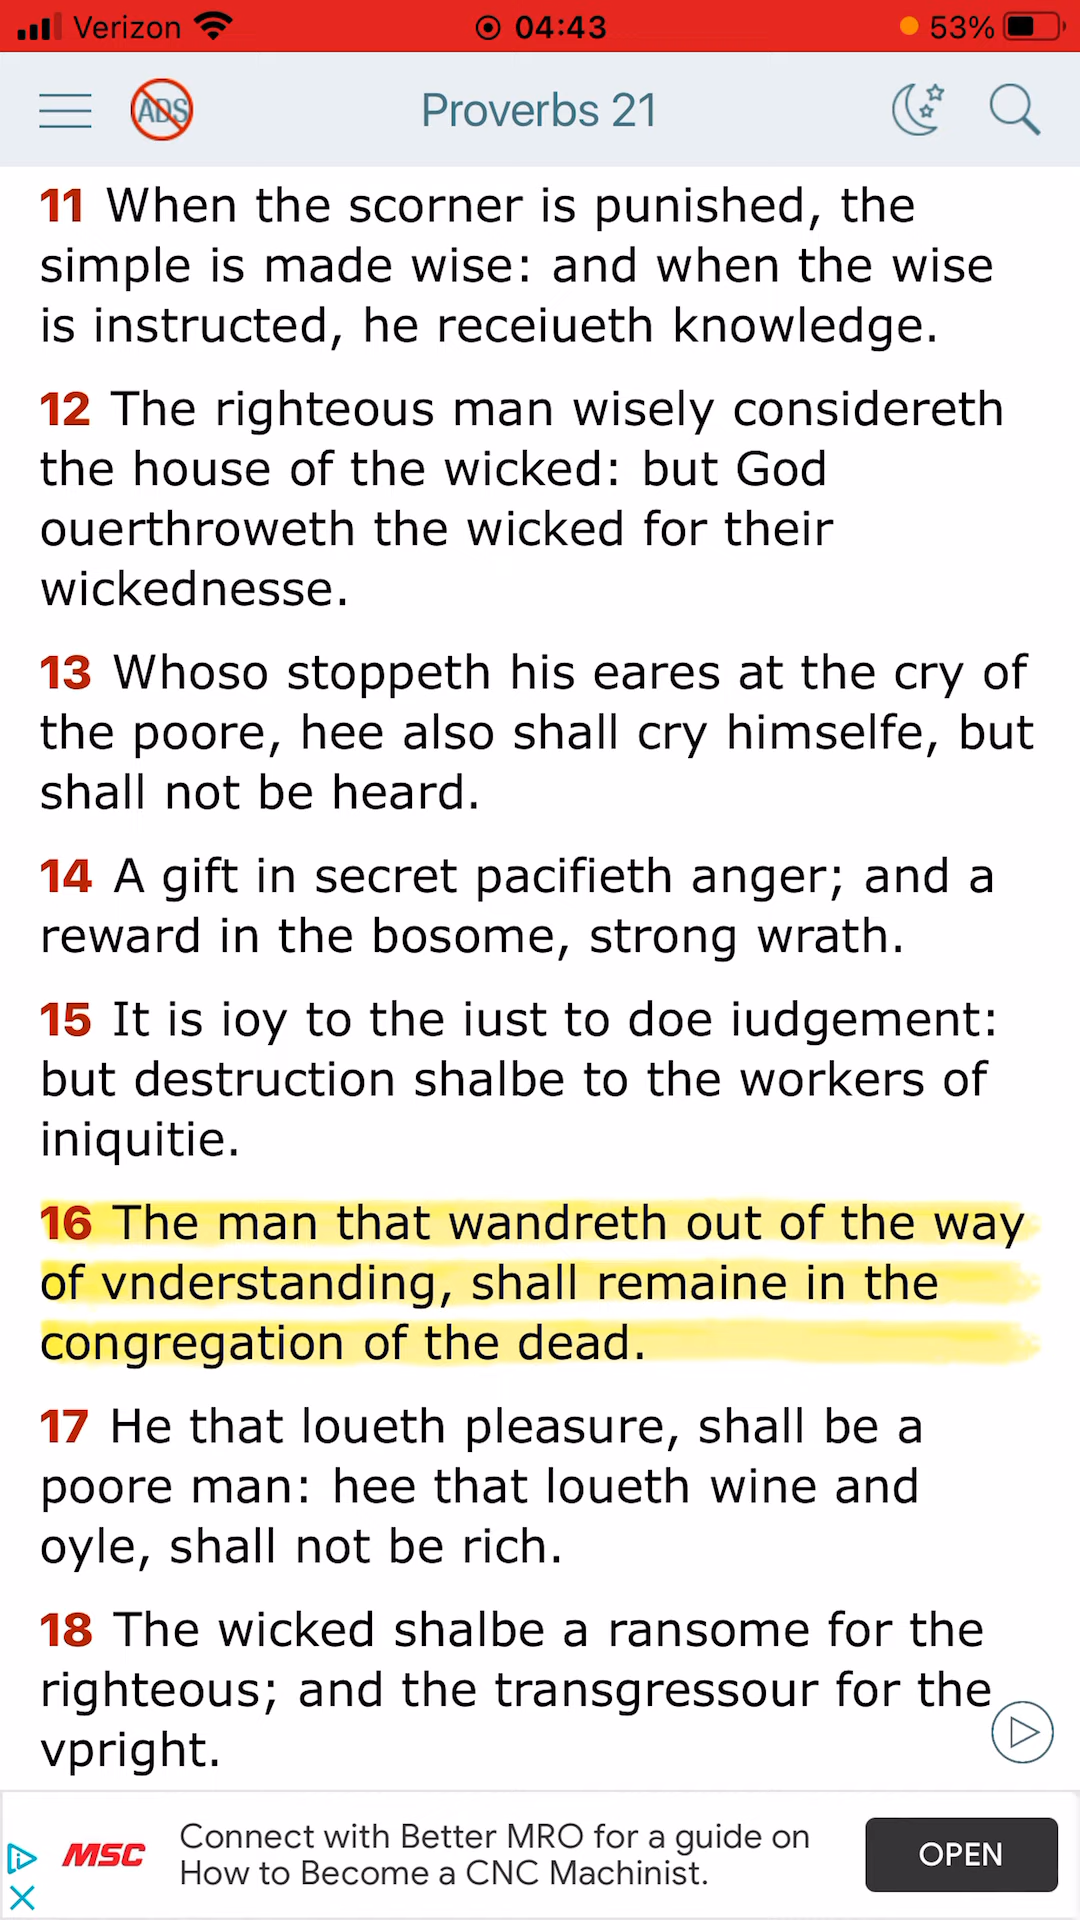 Verizon 04:43 53%
ADS Proverbs 21
11 When the scorner is punished, the
simple is made wise: and when the wise
is instructed, he receiueth knowledge.
12 The righteous man wisely considereth
the house of the wicked: but God
ouerthroweth the wicked for their
wickednesse.
13 Whoso stoppeth his eares at the cry of
the poore, hee also shall cry himselfe, but
shall not be heard.
14 A gift in secret pacifieth anger; and a
reward in the bosome, strong wrath.
15 It is ioy to the iust to doe iudgement:
but destruction shalbe to the workers of
iniquitie.
16 The man that wandreth out of the way
of vnderstanding, shall remaine in the
congregation of the dead.
17 He that loueth pleasure, shall be a
poore man: hee that loueth wine and
oyle, shall not be rich.
18 The wicked shalbe a ransome for the
righteous; and the transgressour for the
vpright.
MSC Connect with Better MRO for a guide on
How to Become a CNC Machinist.
OPEN